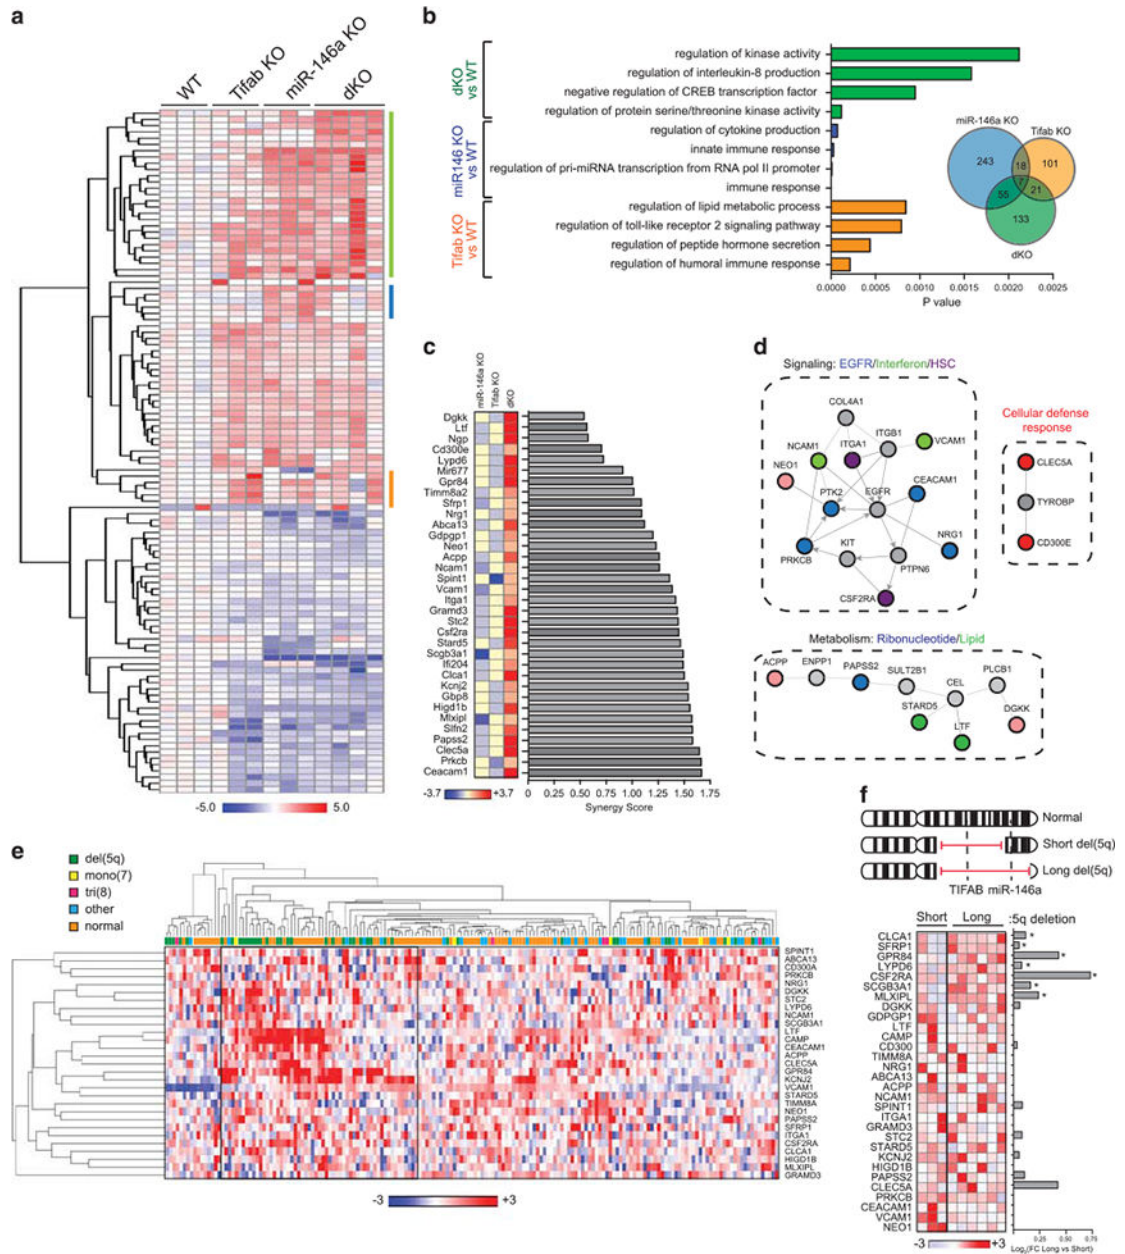 a
WT
Tifab KO
miR-146a KO
dKO
-5.0
5.0
b
dKO
vs WT
miR146 KO
vs WT
Tifab KO
vs WT
regulation of kinase activity
regulation of interleukin-8 production
negative regulation of CREB transcription factor
regulation of protein serine/threonine kinase activity
regulation of cytokine production
innate immune response
regulation of pri-miRNA transcription from RNA pol II promoter
immune response
regulation of lipid metabolic process
regulation of toll-like receptor 2 signaling pathway
regulation of peptide hormone secretion
regulation of humoral immune response
0.0000 0.0005 0.0010 0.0015 0.0020 0.0025
P value
miR-146a KO
Tifab KO
243
18
101
7
55
21
133
dKO
c
miR-146a KO
Tifab KO
dKO
Dgkk
Ltf
Ngp
Cd300e
Lypd6
Mir677
Gpr84
Timm8a2
Sfrp1
Nrg1
Abca13
Gdpgp1
Neo1
Acpp
Ncam1
Spint1
Vcam1
Itga1
Gramd3
Stc2
Csf2ra
Stard5
Scgb3a1
Ifi204
Clca1
Kcnj2
Gbp8
Higd1b
Mlxipl
Slfn2
Papss2
Clec5a
Prkcb
Ceacam1
-3.7
+3.7
0 0.25 0.50 0.75 1.00 1.25 1.50 1.75
Synergy Score
d
Signaling: EGFR/Interferon/HSC
COL4A1
ITGB1
NCAM1
ITGA1
VCAM1
NEO1
CEACAM1
PTK2
EGFR
NRG1
PRKCB
KIT
PTPN6
CSF2RA
Cellular defense
response
CLEC5A
TYROBP
CD300E
Metabolism: Ribonucleotide/Lipid
ACPP
ENPP1
PAPSS2
SULT2B1
CEL
PLCB1
STARD5
LTF
DGKK
e
del(5q)
mono(7)
tri(8)
other
normal
SPINT1
ABCA13
CD300A
PRKCB
NRG1
DGKK
STC2
LYPD6
NCAM1
SCGB3A1
LTF
CAMP
CEACAM1
ACPP
CLEC5A
GPR84
KCNJ2
VCAM1
STARD5
TIMM8A
NEO1
PAPSS2
SFRP1
ITGA1
CSF2RA
CLCA1
HIGD1B
MLXIPL
GRAMD3
-3
+3
f
Normal
Short del(5q)
Long del(5q)
TIFAB miR-146a
Short Long :5q deletion
CLCA1 *
SFRP1 *
GPR84 *
LYPD6 *
CSF2RA *
SCGB3A1 *
MLXIPL *
DGKK
GDPGP1
LTF
CAMP
CD300
TIMM8A
NRG1
ABCA13
ACPP
NCAM1
SPINT1
ITGA1
GRAMD3
STC2
STARD5
KCNJ2
HIGD1B
PAPSS2
CLEC5A
PRKCB
CEACAM1
VCAM1
NEO1
-3
+3
0 0.25 0.50 0.75
Log₂(FC Long vs Short)